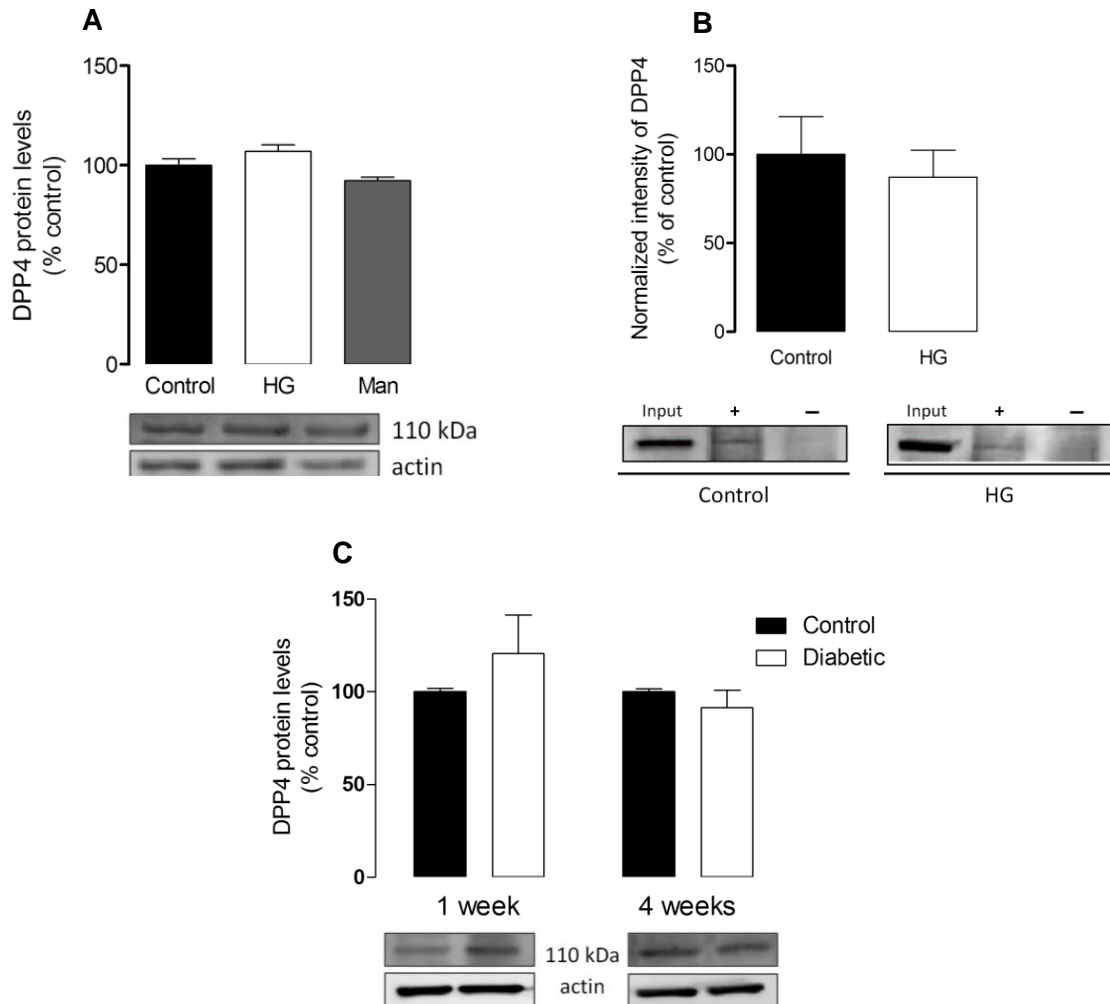 A
DPP4 protein levels
(% control)
150
100
50
0
Control HG Man
110 kDa
actin
B
Normalized intensity of DPP4
(% of control)
150
100
50
0
Control HG
Input + –
Control
Input + –
HG
C
DPP4 protein levels
(% control)
150
100
50
0
Control
Diabetic
1 week 4 weeks
110 kDa
actin